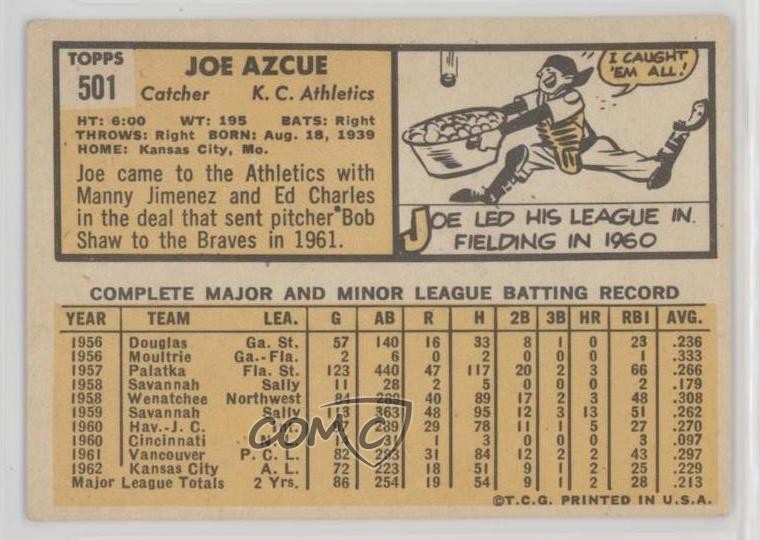 TOPPS
501
JOE AZCUE
Catcher K. C. Athletics
HT: 6:00 WT: 195 BATS: Right
THROWS: Right BORN: Aug. 18, 1939
HOME: Kansas City, Mo.
Joe came to the Athletics with
Manny Jimenez and Ed Charles
in the deal that sent pitcher Bob
Shaw to the Braves in 1961.
I CAUGHT
'EM ALL!
JOE LED HIS LEAGUE IN
FIELDING IN 1960
COMPLETE MAJOR AND MINOR LEAGUE BATTING RECORD
YEAR TEAM LEA. G AB R H 2B 3B HR RBI AVG.
1956 Douglas Ga. St. 57 140 16 33 8 1 0 23 .236
1956 Moultrie Ga.-Fla. 2 6 0 2 0 0 0 1 .333
1957 Palatka Fla. St. 123 440 47 117 20 2 3 66 .266
1958 Savannah Sally 11 28 2 5 0 0 0 2 .179
1958 Wenatchee Northwest 84 289 40 89 17 2 3 48 .308
1959 Savannah Sally 113 363 48 95 12 3 13 51 .262
1960 Hav.-J. C. Int. 97 289 29 78 11 1 5 27 .270
1960 Cincinnati N. L. 14 31 1 3 0 0 0 3 .097
1961 Vancouver P. C. L. 82 283 31 84 12 2 2 43 .297
1962 Kansas City A. L. 72 223 18 51 9 1 2 25 .229
Major League Totals 2 Yrs. 86 254 19 54 9 1 2 28 .213
©T.C.G. PRINTED IN U.S.A.
COMC